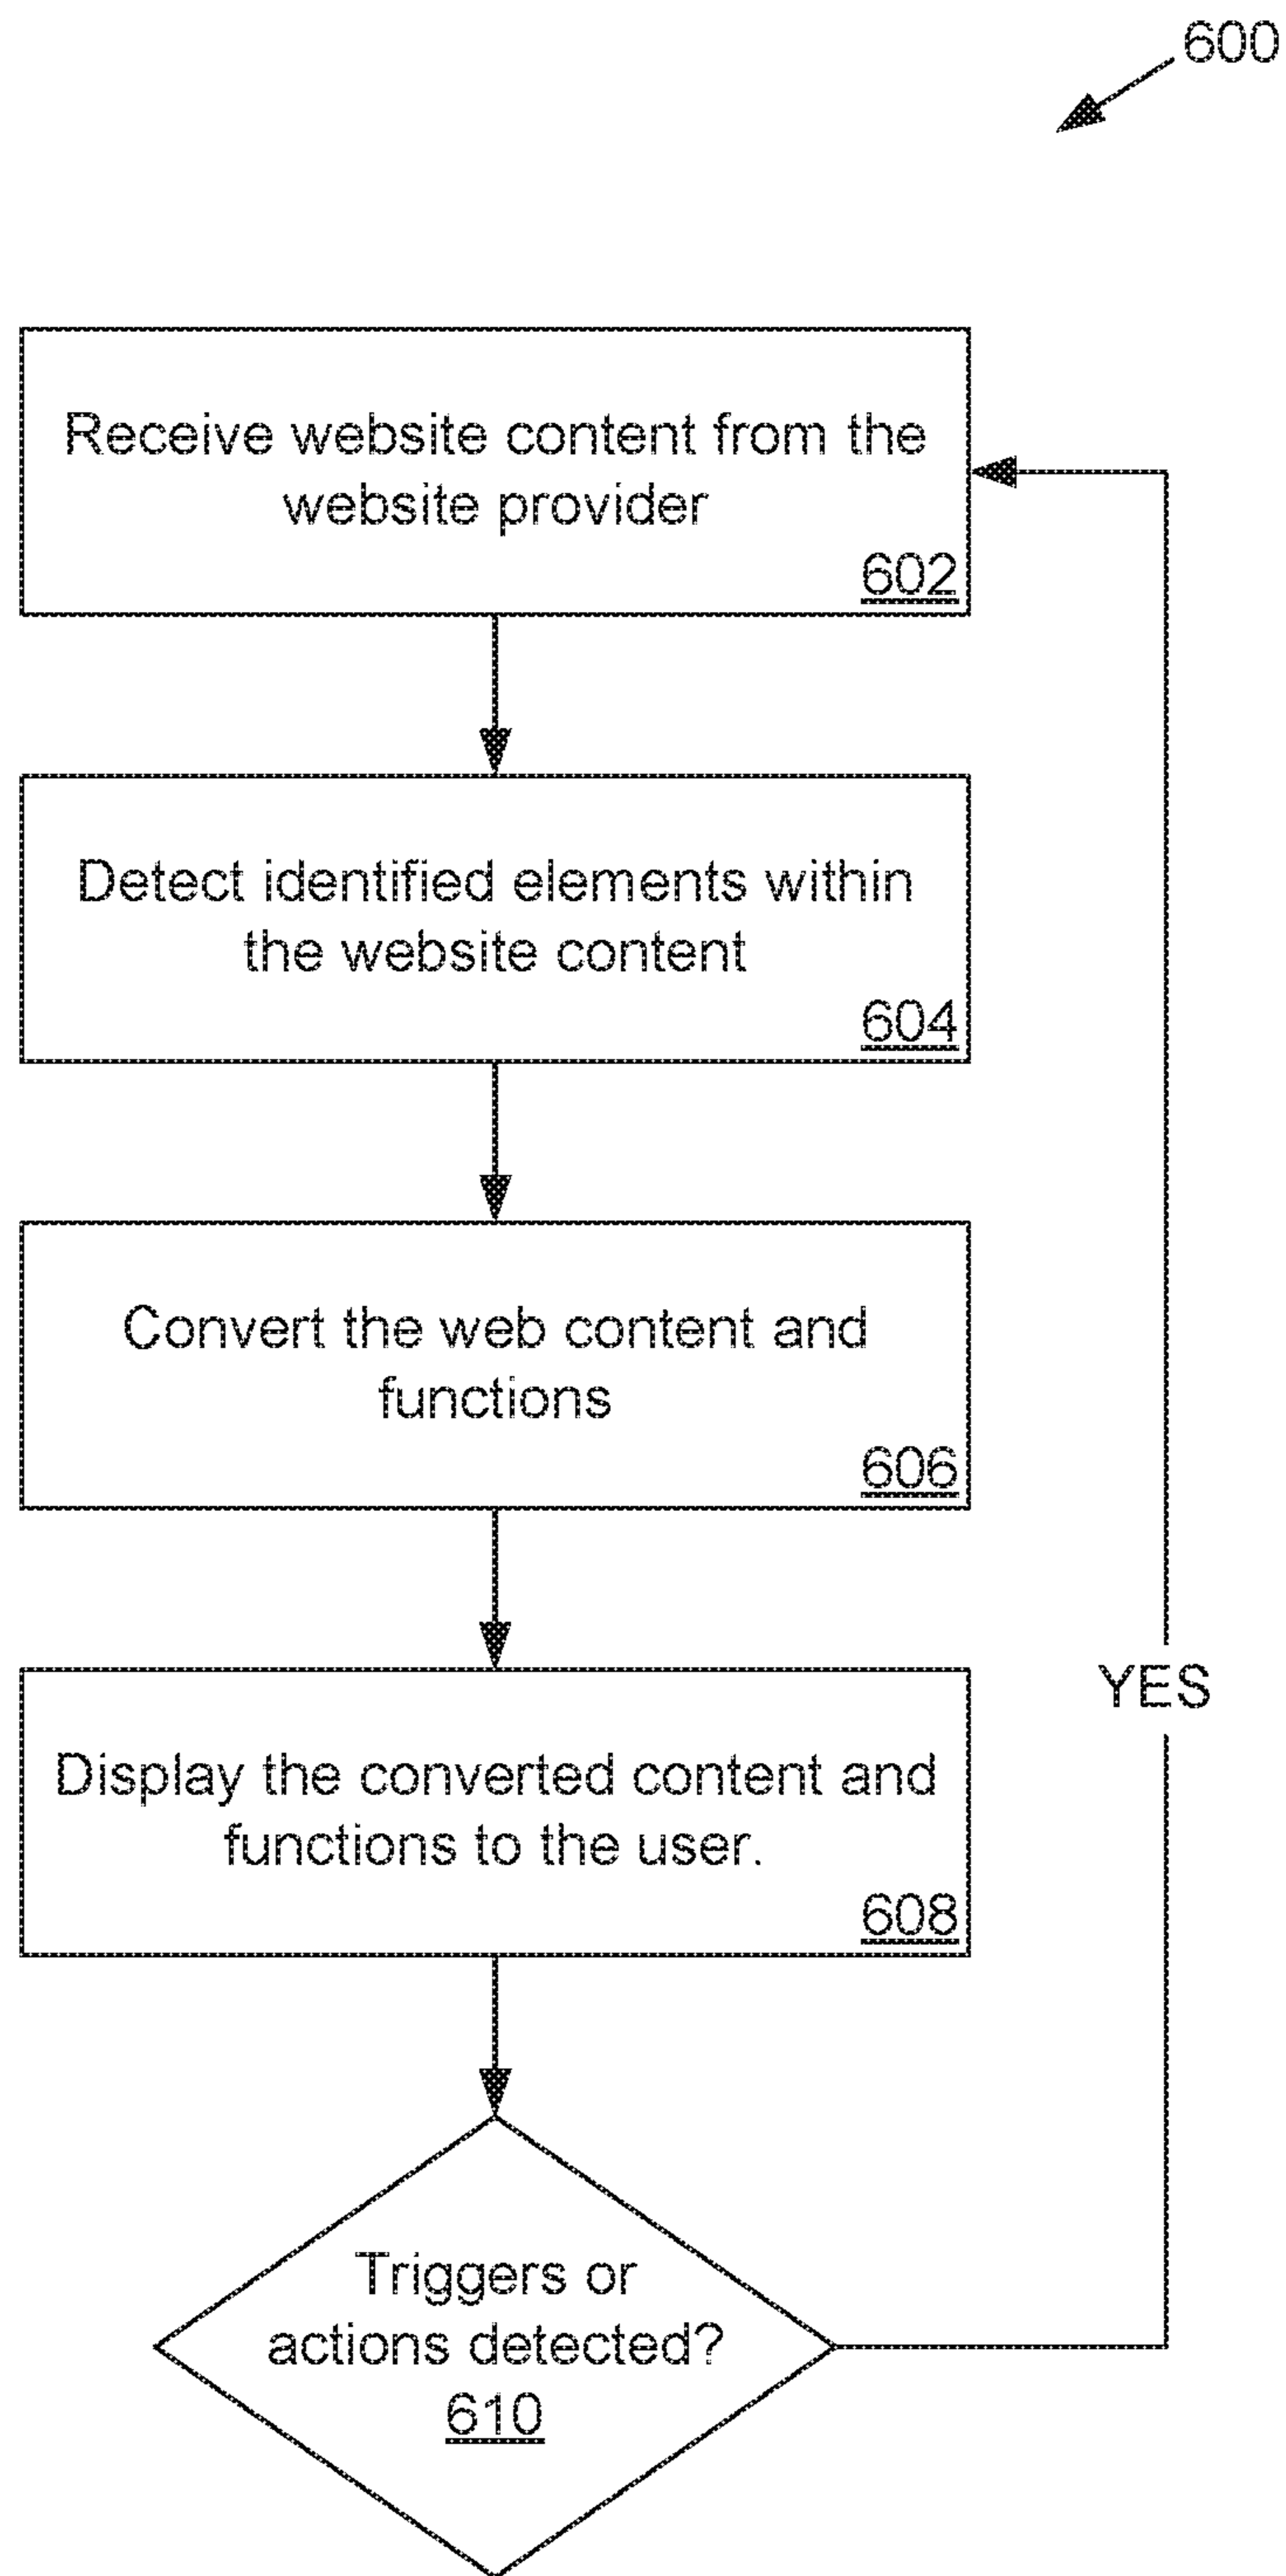 600
Receive website content from the
website provider
602
Detect identified elements within
the website content
604
Convert the web content and
functions
606
Display the converted content and
functions to the user.
608
YES
Triggers or
actions detected?
610